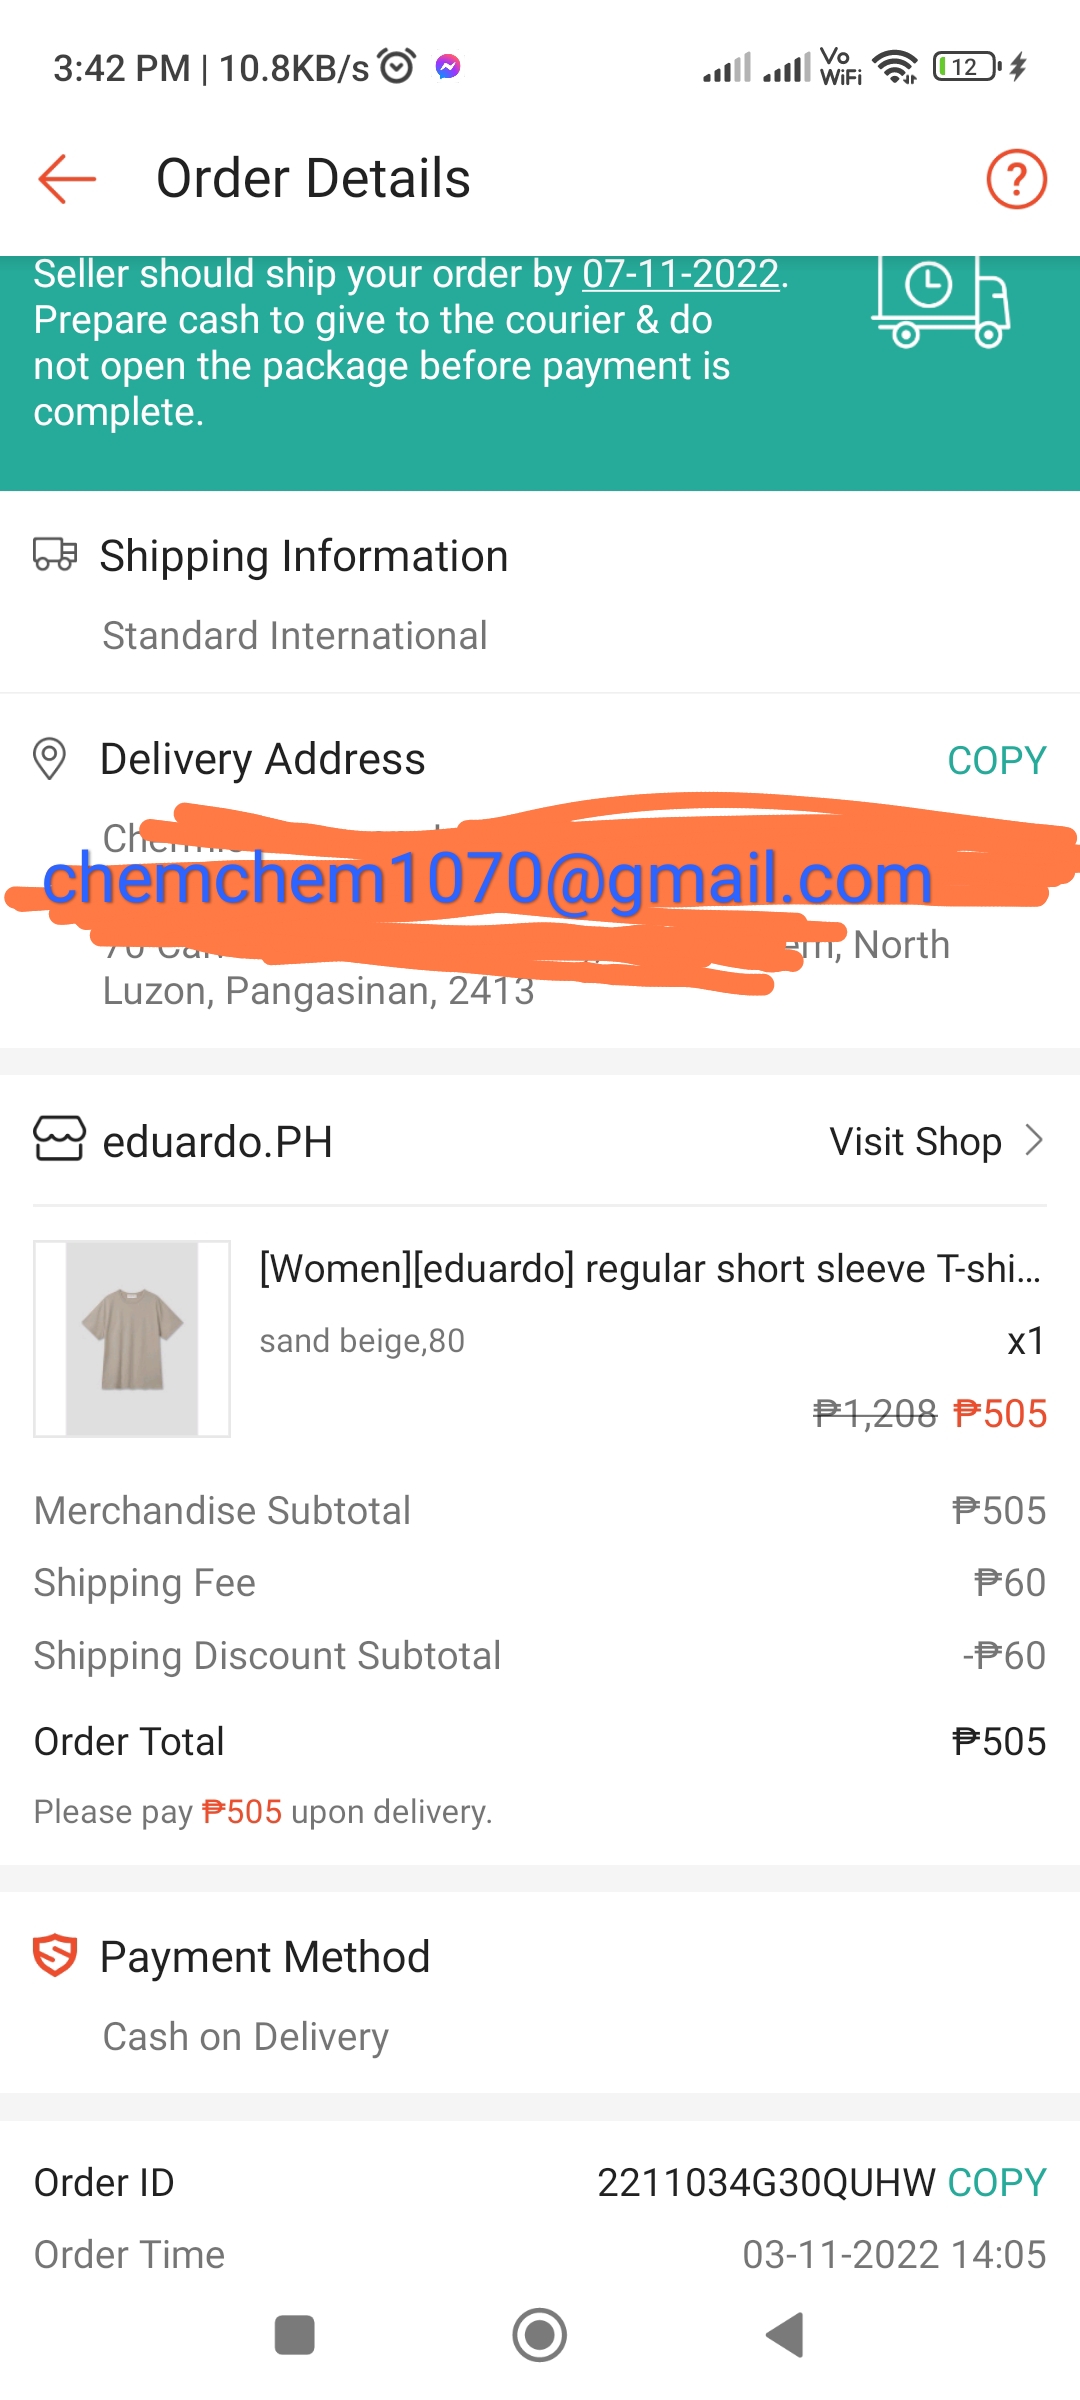 3:42 PM | 10.8KB/s
Vo
WiFi
12
Order Details
?
Seller should ship your order by 07-11-2022.
Prepare cash to give to the courier & do
not open the package before payment is
complete.
Shipping Information
Standard International
Delivery Address
COPY
chemchem1070@gmail.com
North
Luzon, Pangasinan, 2413
eduardo.PH
Visit Shop
[Women][eduardo] regular short sleeve T-shi...
sand beige,80
x1
₱1,208 ₱505
Merchandise Subtotal
₱505
Shipping Fee
₱60
Shipping Discount Subtotal
-₱60
Order Total
₱505
Please pay ₱505 upon delivery.
Payment Method
Cash on Delivery
Order ID
2211034G30QUHW COPY
Order Time
03-11-2022 14:05